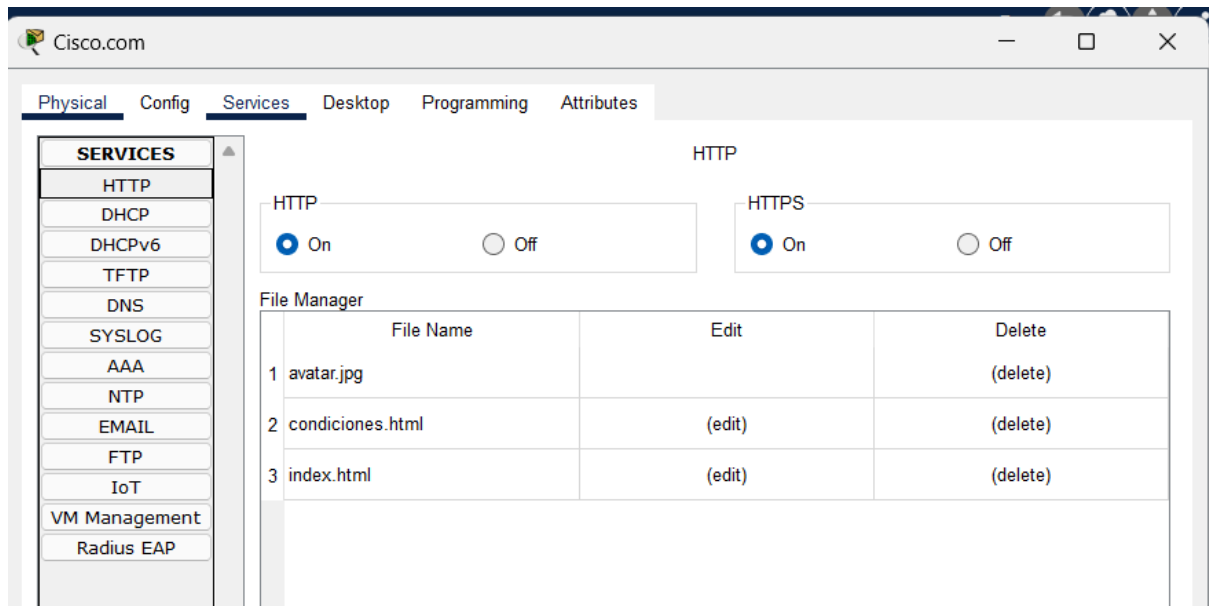 Cisco.com
Physical Config Services Desktop Programming Attributes
SERVICES
HTTP
DHCP
DHCPv6
TFTP
DNS
SYSLOG
AAA
NTP
EMAIL
FTP
IoT
VM Management
Radius EAP
HTTP
HTTP HTTPS
On Off On Off
File Manager
File Name Edit Delete
1 avatar.jpg (delete)
2 condiciones.html (edit) (delete)
3 index.html (edit) (delete)